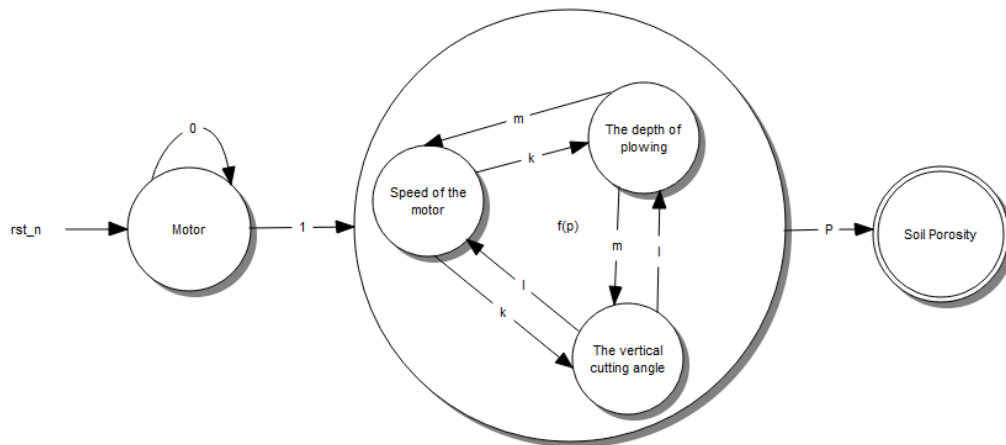 0
m
The depth of
plowing
k
Speed of the
motor
rst_n
Motor
1
f(p)
m
l
P
Soil Porosity
l
k
The vertical
cutting angle